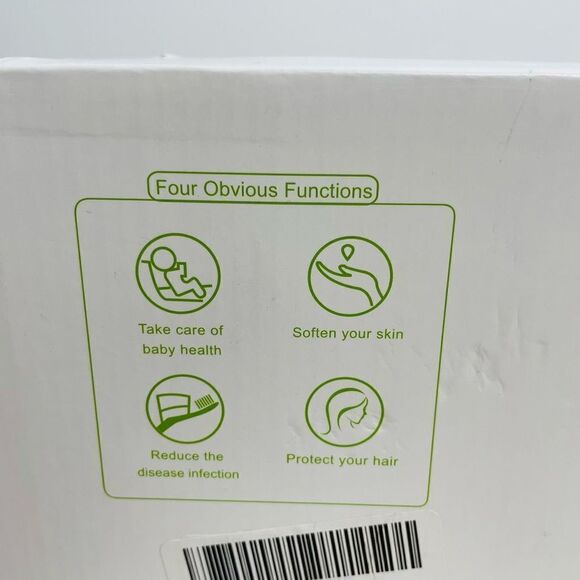 Four Obvious Functions
Take care of
baby health
Soften your skin
Reduce the
disease infection
Protect your hair